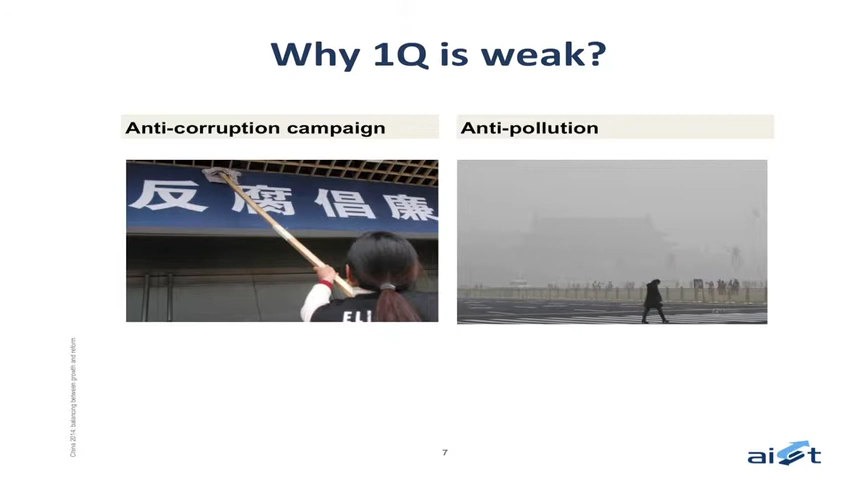 Why 1Q is weak?
Anti-corruption campaign
Anti-pollution
反腐倡廉
ELI
China 2014: balancing between growth and reform
7